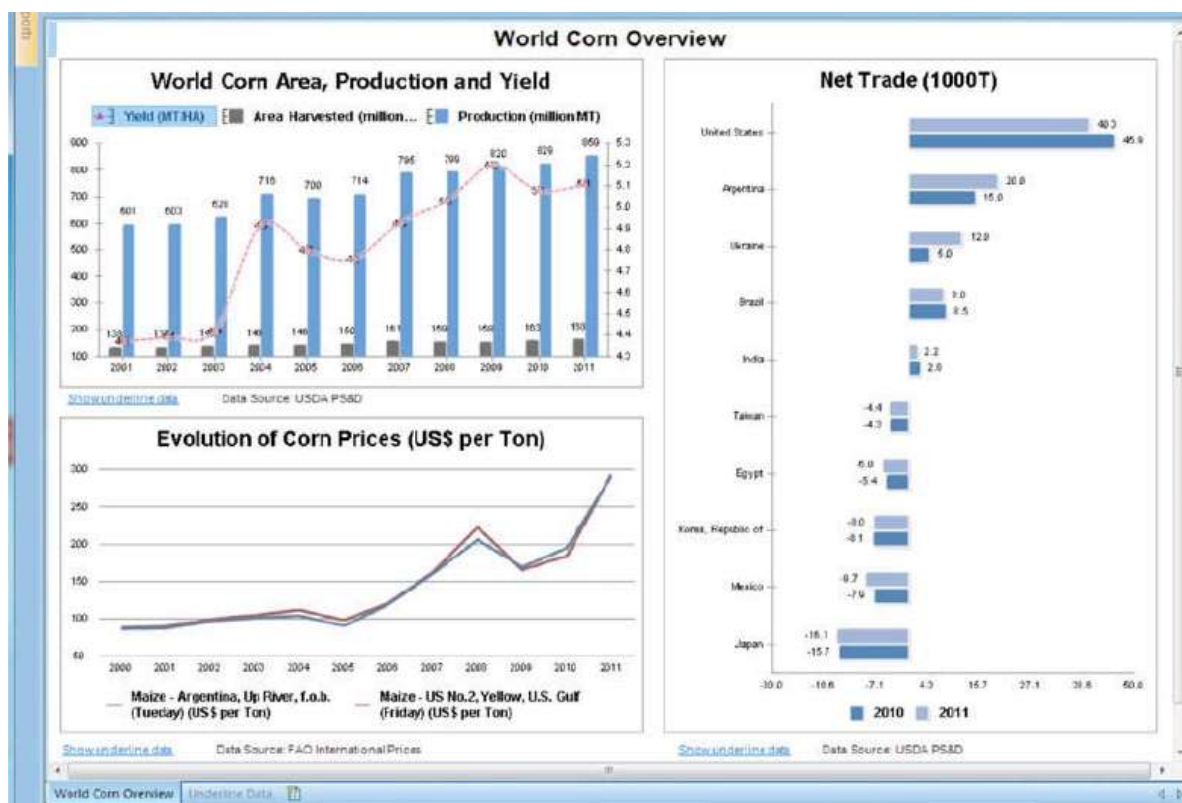 World Corn Overview
World Corn Area, Production and Yield
Yield (MT/HA) Area Harvested (million... Production (million MT)
900
800
700
600
500
400
300
200
100
5.3
5.2
5.1
5.0
4.9
4.8
4.7
4.6
4.5
4.4
4.3
601 603 716 700 714 795 799 820 829 859
2001 2002 2003 2004 2005 2006 2007 2008 2009 2010 2011
Show underline data Data Source: USDA PS&D
Evolution of Corn Prices (US$ per Ton)
300
250
200
150
100
50
2000 2001 2002 2003 2004 2005 2006 2007 2008 2009 2010 2011
Maize - Argentina, Up River, f.o.b. (Tueday) (US$ per Ton)
Maize - US No.2, Yellow, U.S. Gulf (Friday) (US$ per Ton)
Show underline data Data Source: FAO International Prices
Net Trade (1000T)
United States
45.9
Argentina 20.0
15.0
Ukraine 12.0
5.0
Brazil
8.5
India 2.2
Taiwan -4.4
-4.3
Egypt
-5.4
Korea, Republic of -8.0
-8.1
Mexico
-7.9
Japan -16.1
-15.7
-30.0 -7.1 4.3 15.7 27.1 50.0
2010 2011
Show underline data Data Source: USDA PS&D
World Corn Overview Underline Data